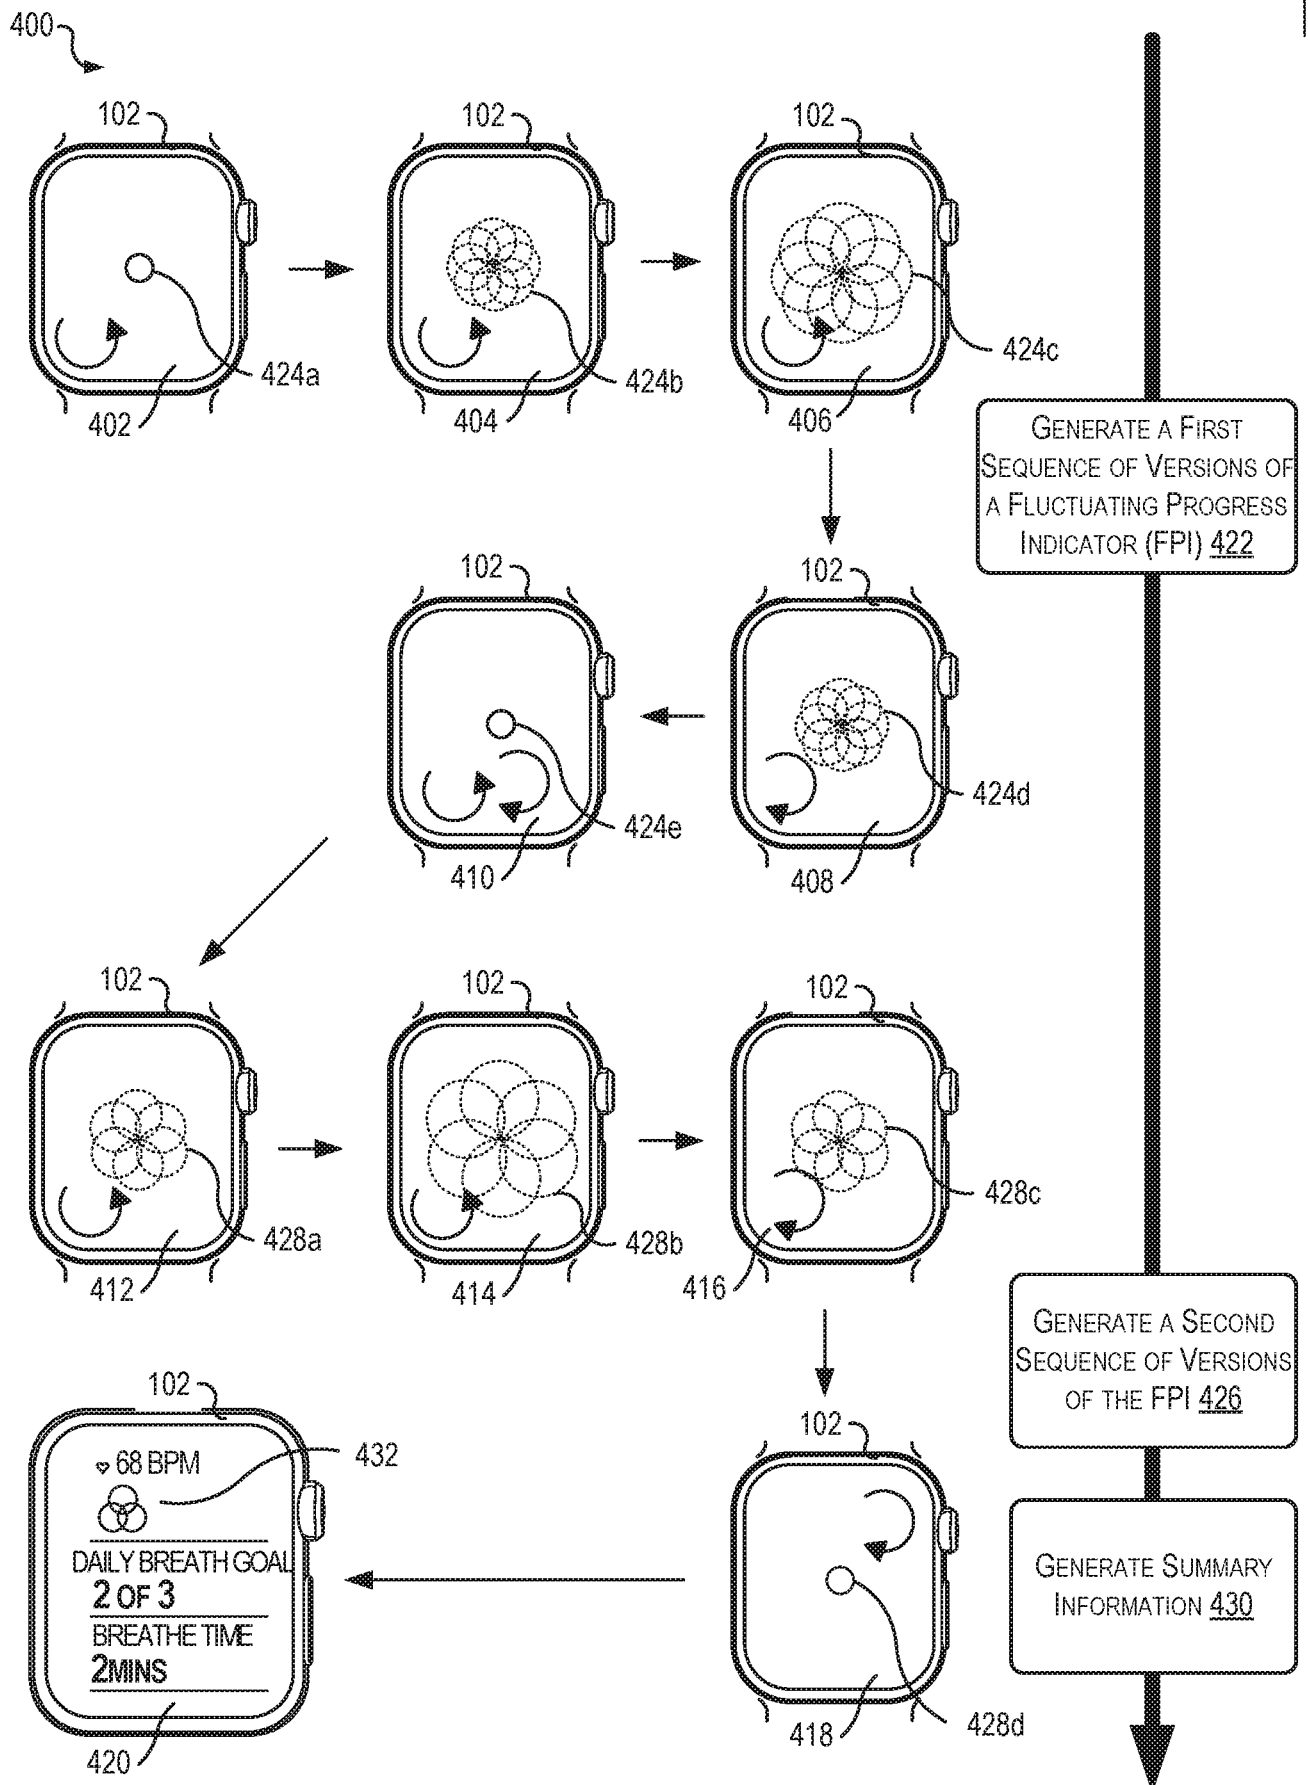 400
102
102
102
424a
424b
424c
402
404
406
GENERATE A FIRST
SEQUENCE OF VERSIONS OF
A FLUCTUATING PROGRESS
INDICATOR (FPI) 422
102
102
424e
424d
410
408
102
102
102
428a
428b
428c
412
414
416
GENERATE A SECOND
SEQUENCE OF VERSIONS
OF THE FPI 426
102
68 BPM
432
DAILY BREATH GOAL
2 OF 3
BREATHE TIME
2MINS
420
102
428d
418
GENERATE SUMMARY
INFORMATION 430